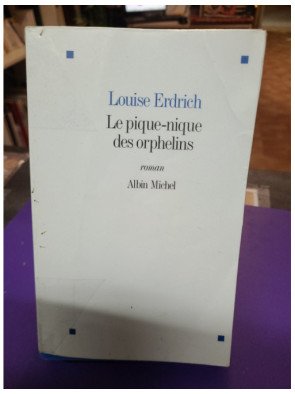 Louise Erdrich
Le pique-nique
des orphelins
roman
Albin Michel